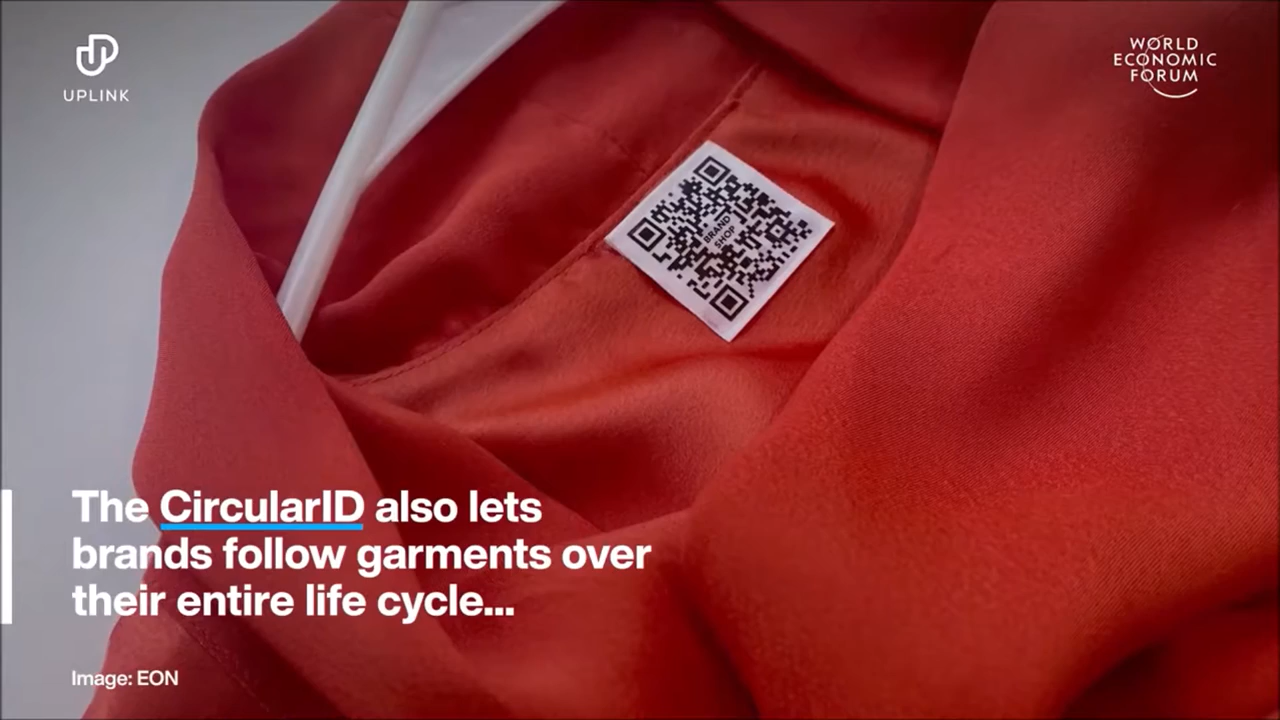 UPLINK
WORLD
ECONOMIC
FORUM
BRAND
SHOP
The CircularID also lets
brands follow garments over
their entire life cycle...
Image: EON